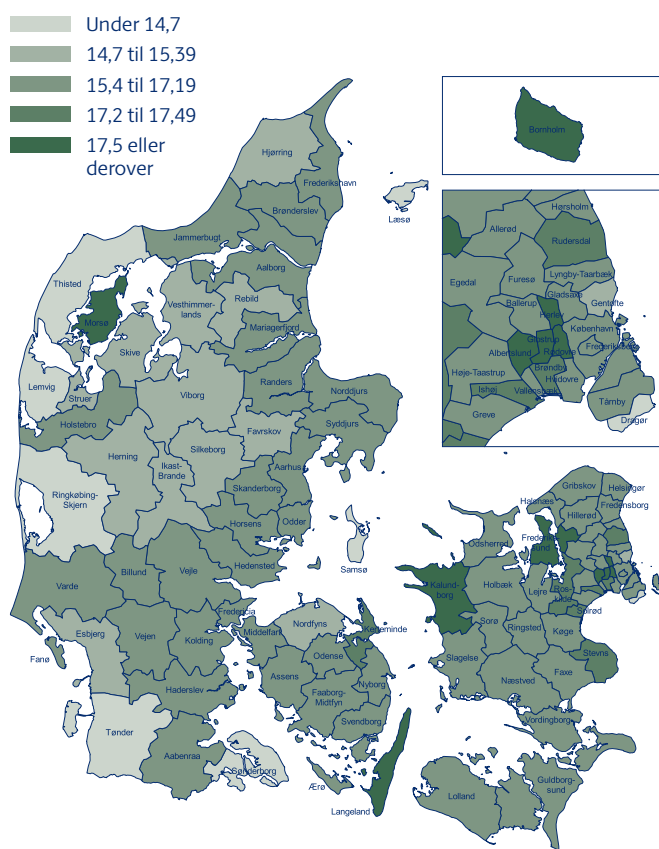 Under 14,7
14,7 til 15,39
15,4 til 17,19
17,2 til 17,49
17,5 eller
derover
Bornholm
Hjørring
Frederikshavn
Brønderslev
Læsø
Jammerbugt
Aalborg
Thisted
Vesthimmer-
lands
Rebild
Morsø
Mariagerfjord
Skive
Lemvig
Struer
Viborg
Randers
Norddjurs
Holstebro
Syddjurs
Favrskov
Herning
Silkeborg
Ikast-
Brande
Aarhus
Ringkøbing-
Skjern
Skanderborg
Horsens
Odder
Hedensted
Samsø
Varde
Billund
Vejle
Fredericia
Esbjerg
Vejen
Kolding
Middelfart
Nordfyns
Kerteminde
Fanø
Odense
Assens
Nyborg
Haderslev
Faaborg-
Midtfyn
Svendborg
Tønder
Aabenraa
Sønderborg
Ærø
Langeland
Hørsholm
Allerød
Rudersdal
Egedal
Furesø
Lyngby-Taarbæk
Gladsaxe
Ballerup
Gentofte
Herlev
København
Glostrup
Frederiksberg
Albertslund
Rødovre
Høje-Taastrup
Brøndby
Hvidovre
Ishøj
Vallensbæk
Greve
Tårnby
Dragør
Gribskov
Helsingør
Halsnæs
Fredensborg
Hillerød
Odsherred
Frederiks-
sund
Kalund-
borg
Holbæk
Lejre
Ros-
kilde
Solrød
Sorø
Ringsted
Køge
Slagelse
Stevns
Næstved
Faxe
Vordingborg
Lolland
Guldborg-
sund